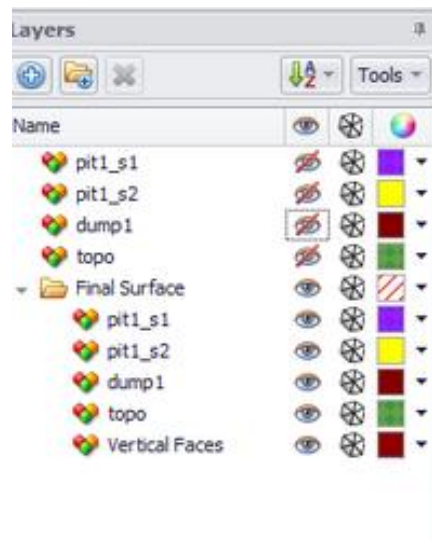 Layers
Tools
Name
pit1_s1
pit1_s2
dump1
topo
Final Surface
pit1_s1
pit1_s2
dump1
topo
Vertical Faces